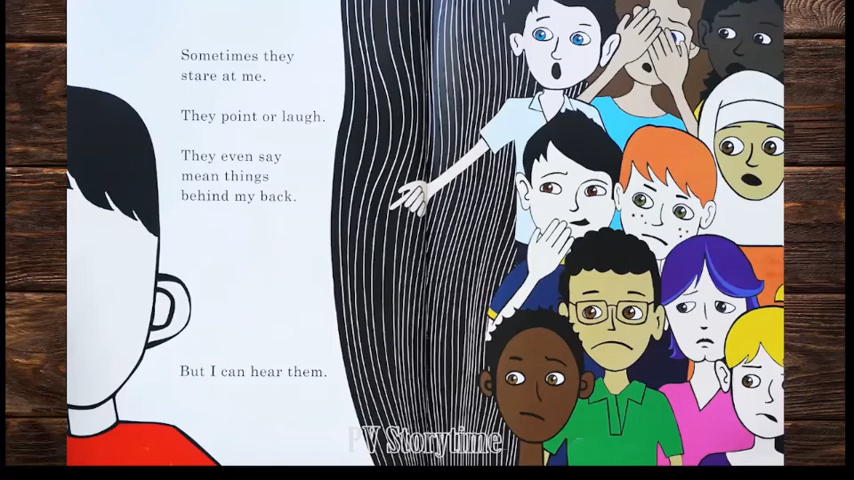 Sometimes they
stare at me.
They point or laugh.
They even say
mean things
behind my back.
But I can hear them.
PV Storytime